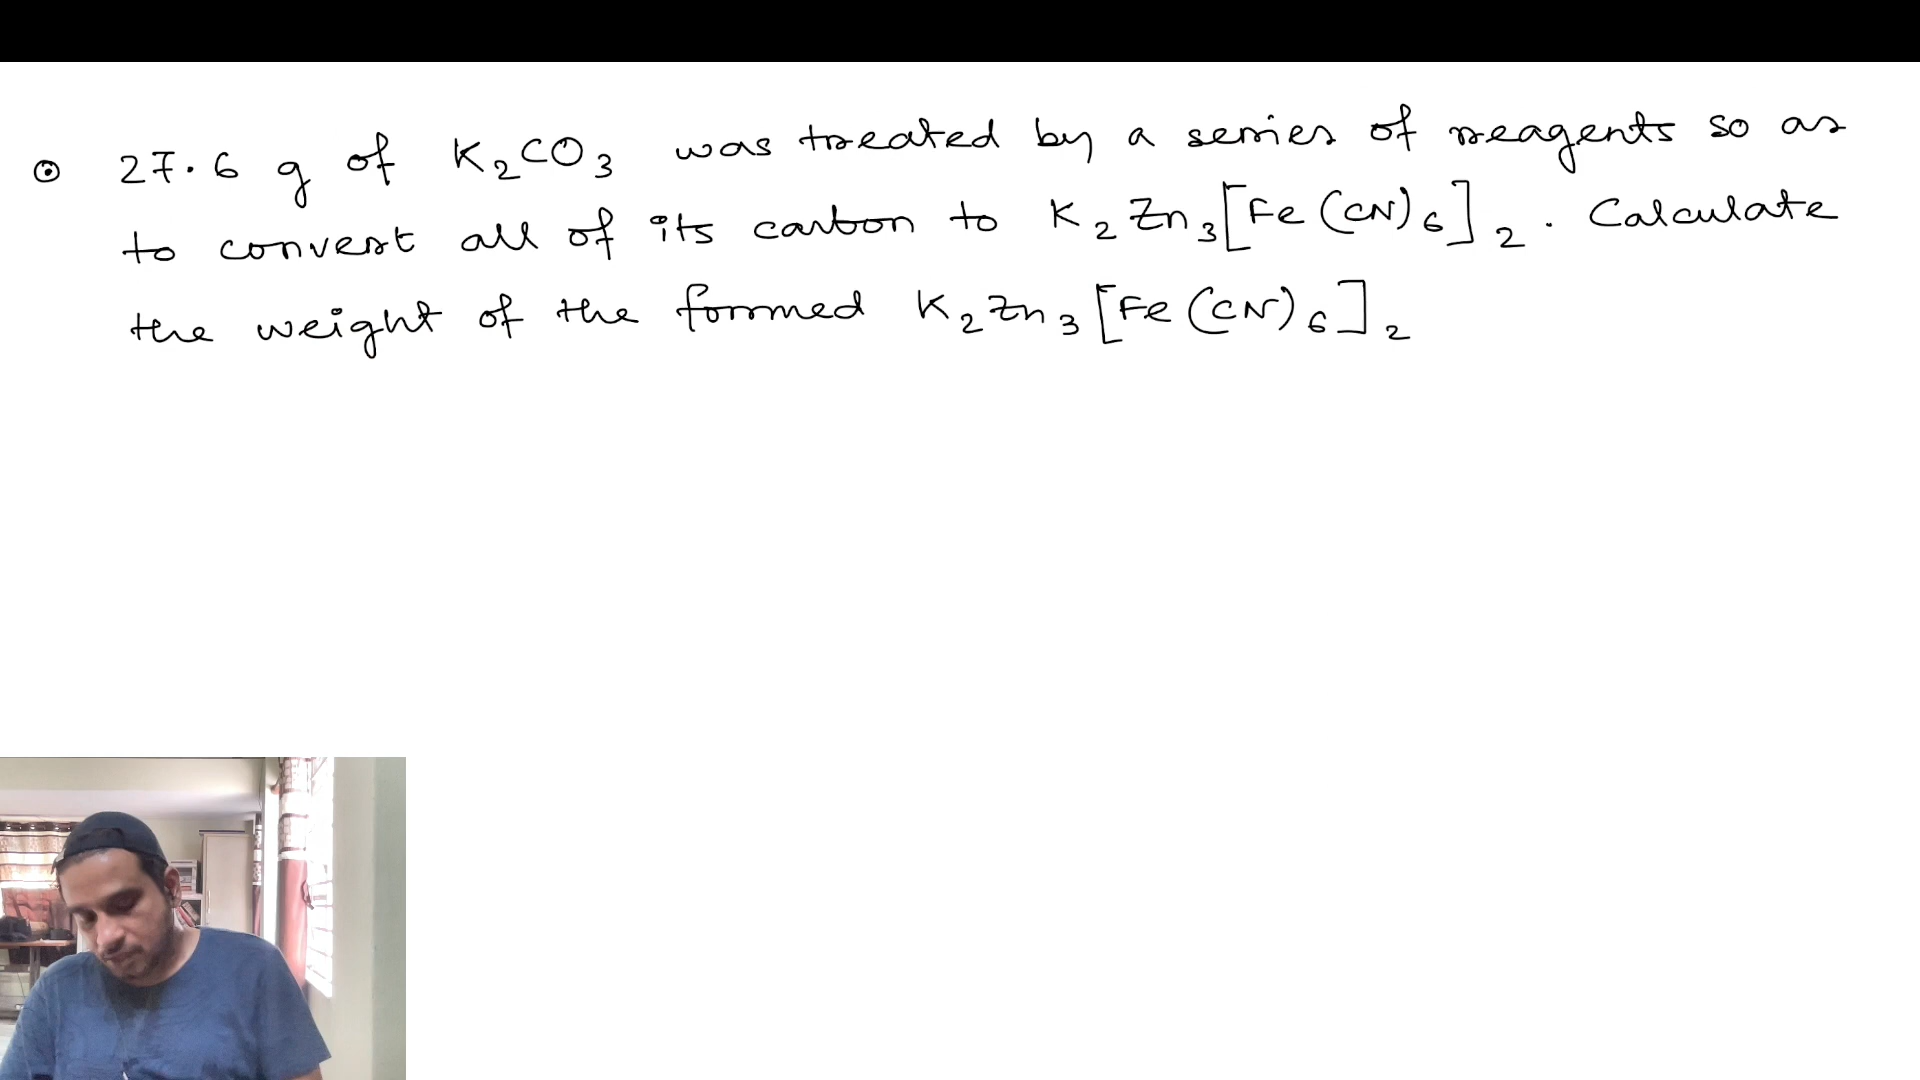 27.6 g of K₂CO₃ was treated by a series of reagents so as
to convert all of its carbon to K₂Zn₃[Fe(CN)₆]₂. Calculate
the weight of the formed K₂Zn₃[Fe(CN)₆]₂